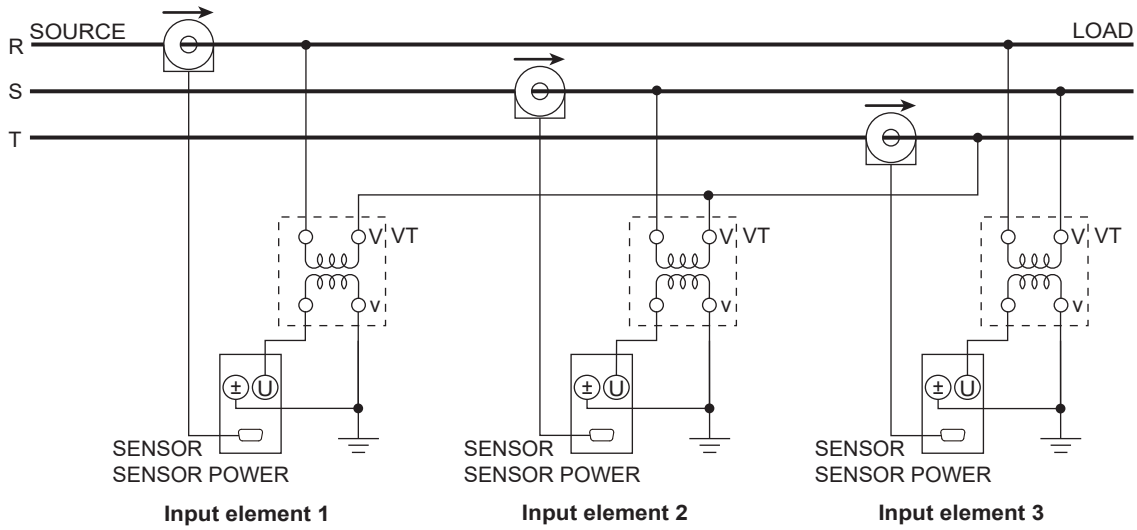 R SOURCE LOAD
S
T
V VT V VT V VT
v v v
± U ± U ± U
SENSOR SENSOR SENSOR
SENSOR POWER SENSOR POWER SENSOR POWER
Input element 1 Input element 2 Input element 3